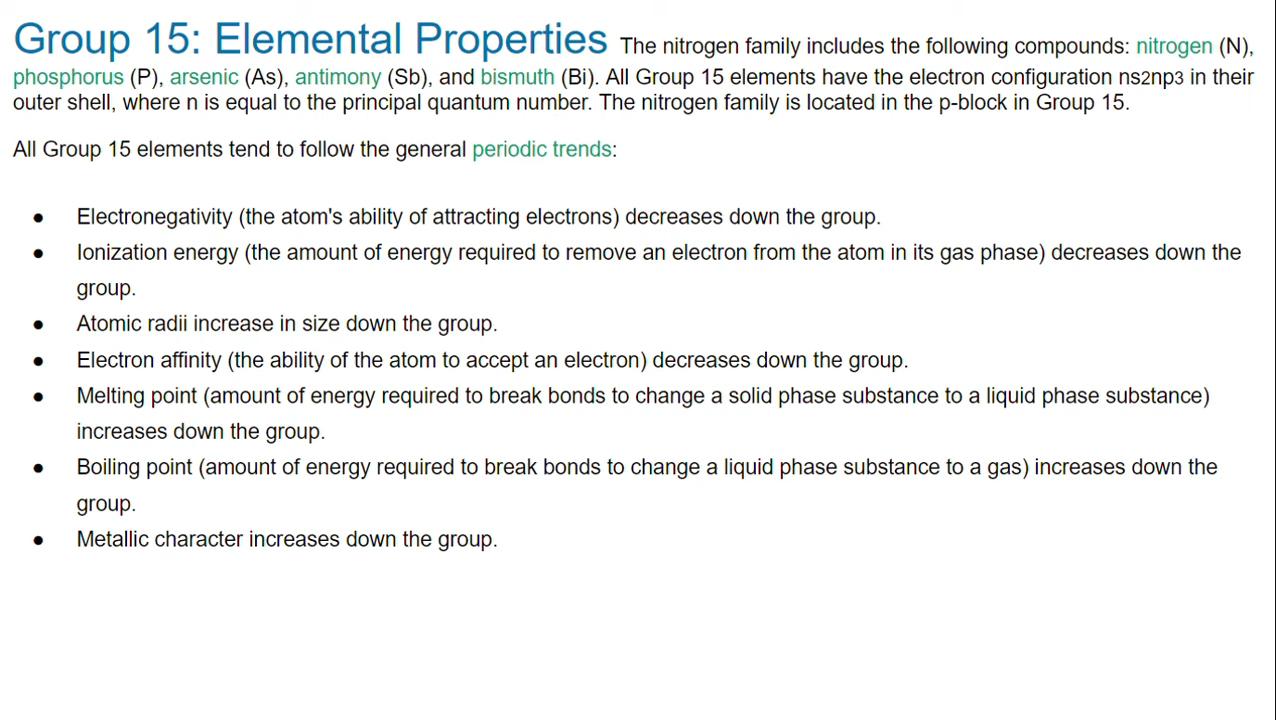 Group 15: Elemental Properties The nitrogen family includes the following compounds: nitrogen (N),
phosphorus (P), arsenic (As), antimony (Sb), and bismuth (Bi). All Group 15 elements have the electron configuration ns2np3 in their
outer shell, where n is equal to the principal quantum number. The nitrogen family is located in the p-block in Group 15.
All Group 15 elements tend to follow the general periodic trends:
● Electronegativity (the atom's ability of attracting electrons) decreases down the group.
● Ionization energy (the amount of energy required to remove an electron from the atom in its gas phase) decreases down the
group.
● Atomic radii increase in size down the group.
● Electron affinity (the ability of the atom to accept an electron) decreases down the group.
● Melting point (amount of energy required to break bonds to change a solid phase substance to a liquid phase substance)
increases down the group.
● Boiling point (amount of energy required to break bonds to change a liquid phase substance to a gas) increases down the
group.
● Metallic character increases down the group.